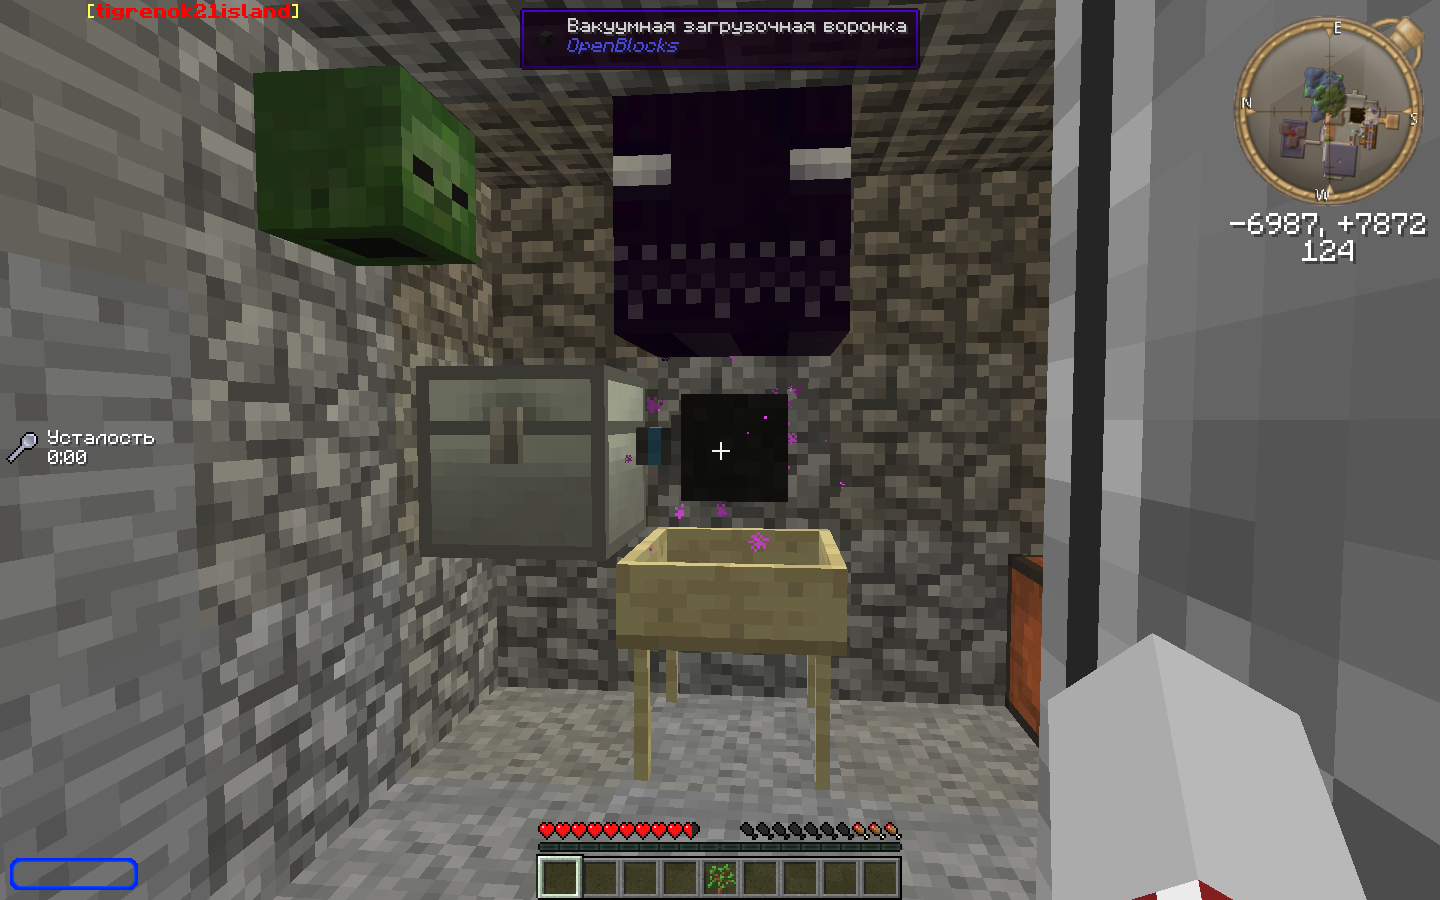 [tigrenok21island]
Вакуумная загрузочная воронка
OpenBlocks
E
N
S
W
-6987, +7872
124
Усталость
0:00